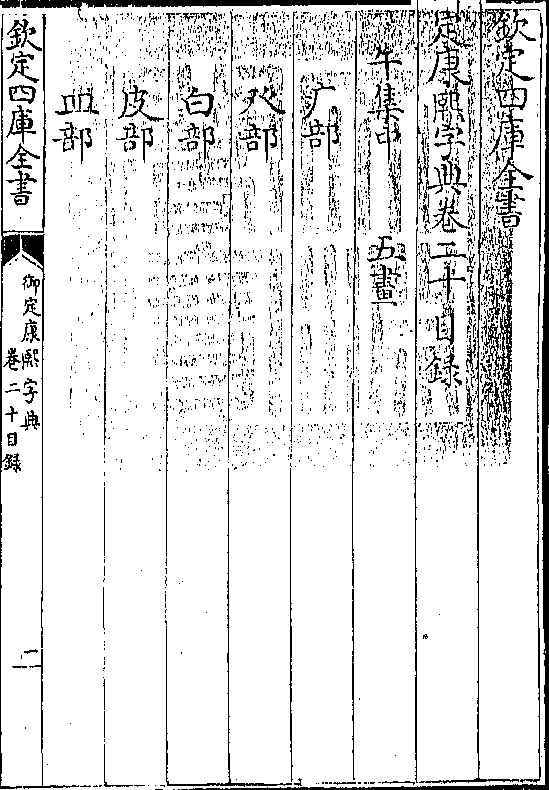 欽定四庫全書
定康熙字典卷二十目録
午集中　五畫
疒部
癶部
白部
皮部
皿部
欽定四庫全書
御定康熙字典
卷二十目録